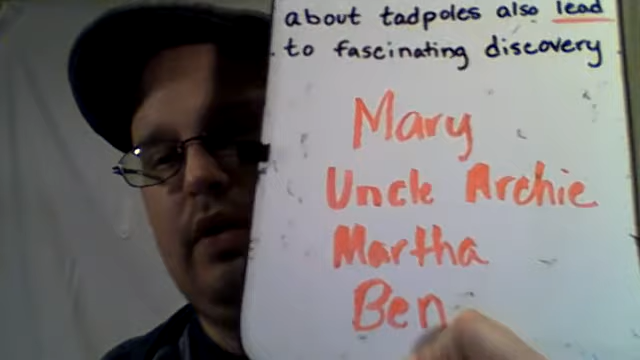 about tadpoles also lead
to fascinating discovery
Mary
Uncle Archie
Martha
Ben